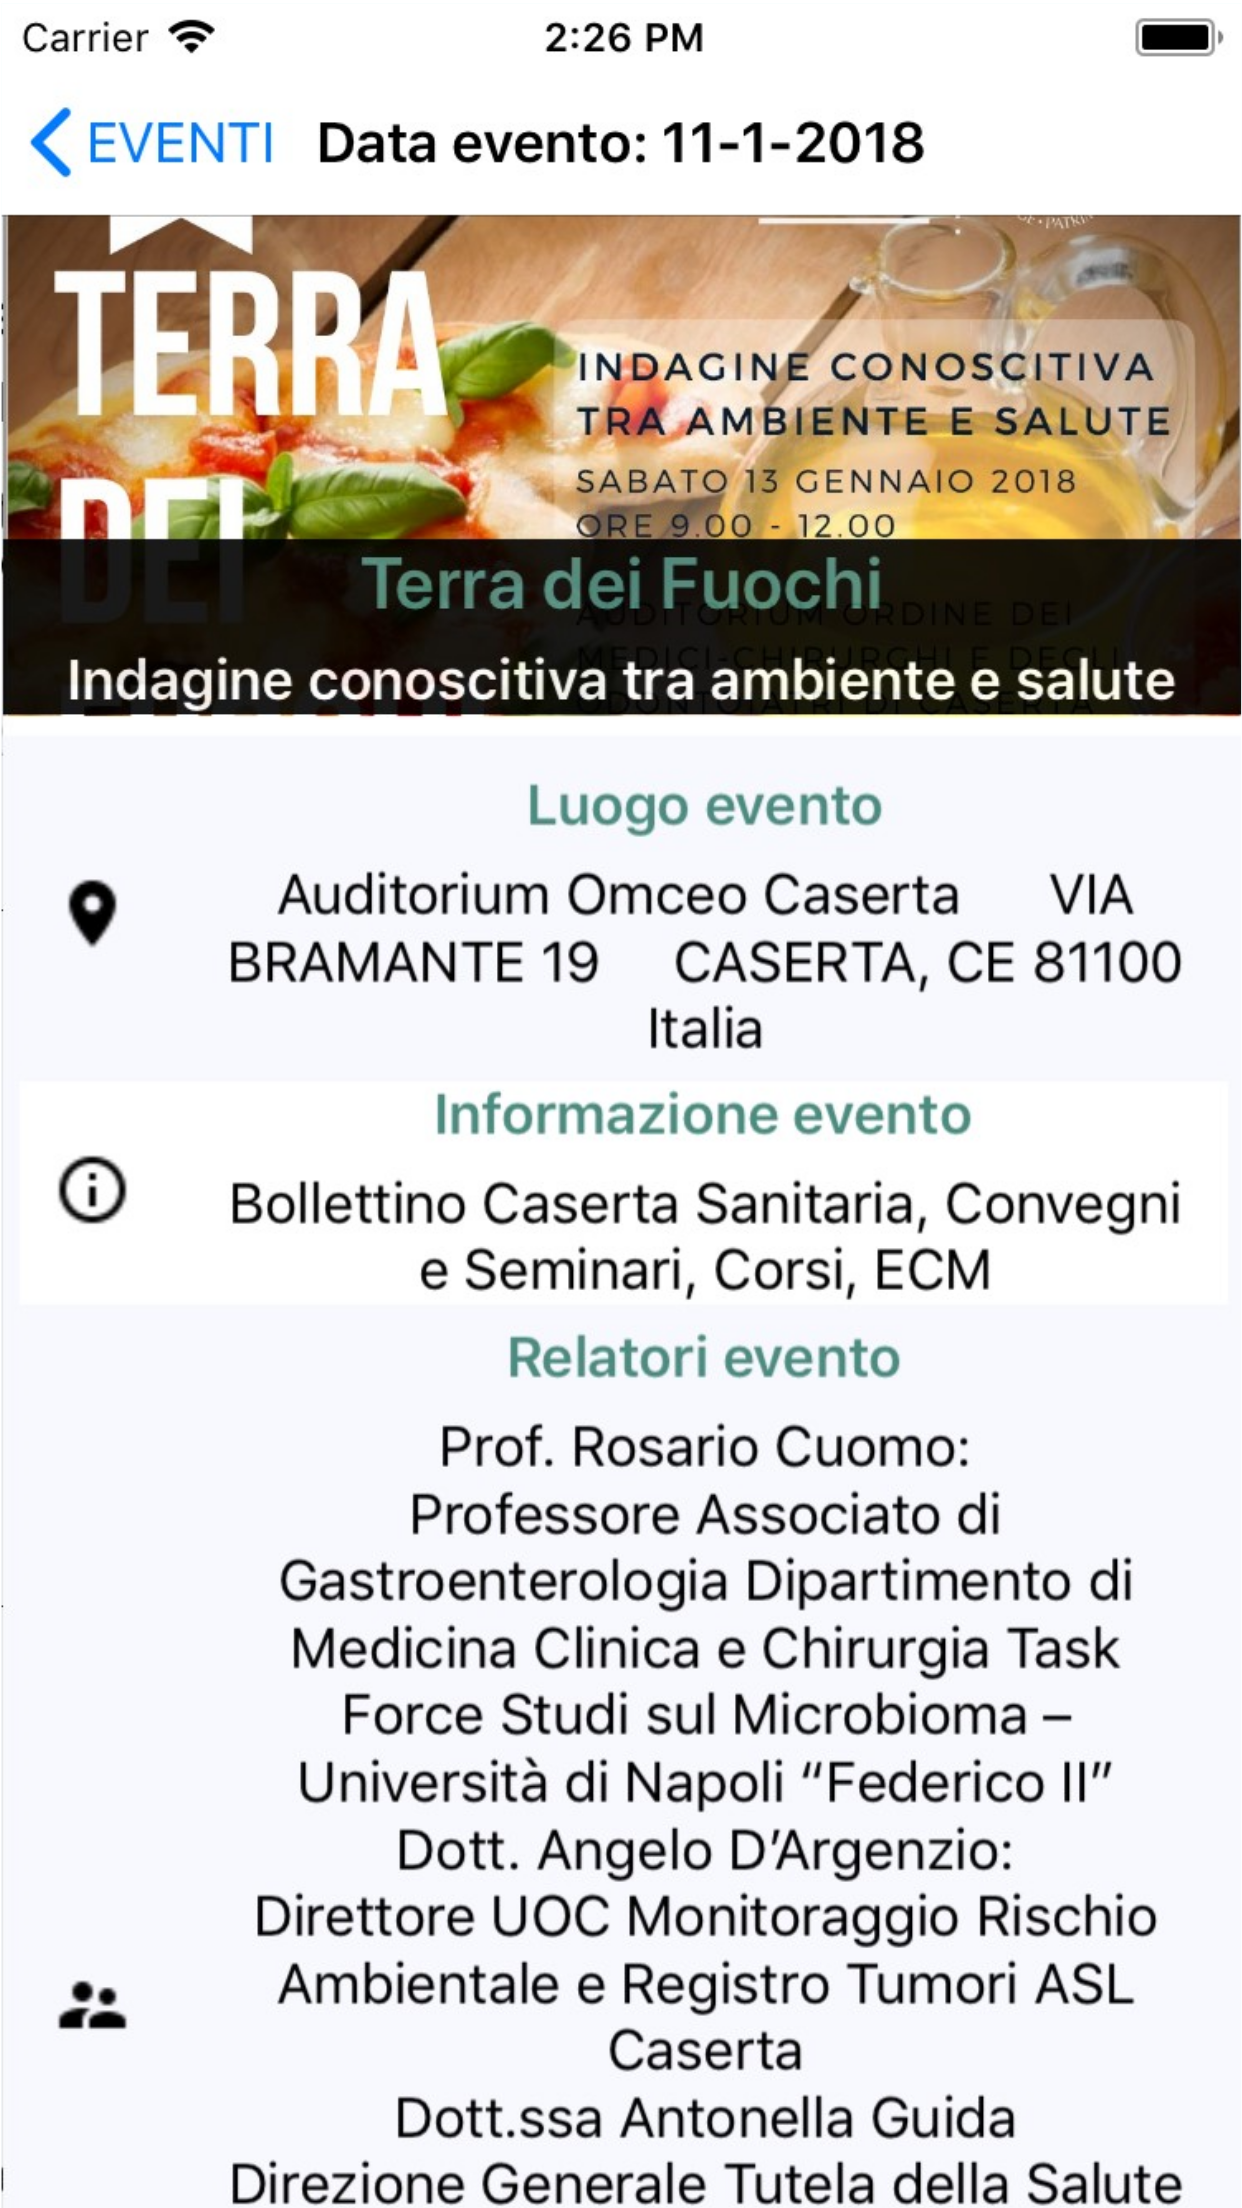 Carrier
2:26 PM
EVENTI
Data evento: 11-1-2018
TERRA
DEI
INDAGINE CONOSCITIVA
TRA AMBIENTE E SALUTE
SABATO 13 GENNAIO 2018
ORE 9.00 - 12.00
AUDITORIUM ORDINE DEI
MEDICI-CHIRURGHI E DEGLI
ODONTOIATRI DI CASERTA
Terra dei Fuochi
Indagine conoscitiva tra ambiente e salute
Luogo evento
Auditorium Omceo Caserta VIA
BRAMANTE 19 CASERTA, CE 81100
Italia
Informazione evento
Bollettino Caserta Sanitaria, Convegni
e Seminari, Corsi, ECM
Relatori evento
Prof. Rosario Cuomo:
Professore Associato di
Gastroenterologia Dipartimento di
Medicina Clinica e Chirurgia Task
Force Studi sul Microbioma –
Università di Napoli “Federico II”
Dott. Angelo D’Argenzio:
Direttore UOC Monitoraggio Rischio
Ambientale e Registro Tumori ASL
Caserta
Dott.ssa Antonella Guida
Direzione Generale Tutela della Salute